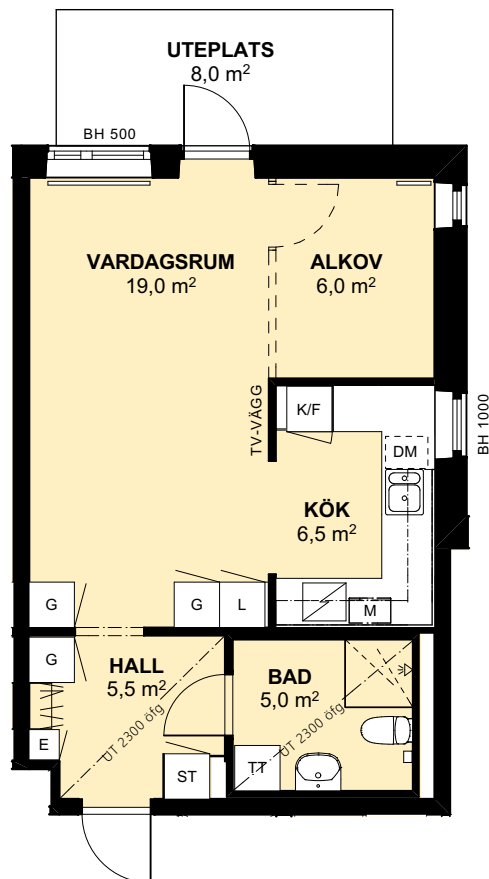 UTEPLATS
8,0 m²
BH 500
VARDAGSRUM
19,0 m²
ALKOV
6,0 m²
TV-VÄGG
K/F
BH 1000
DM
KÖK
6,5 m²
G
G
L
M
G
HALL
5,5 m²
BAD
5,0 m²
UT 2300 öfg
UT 2300 öfg
E
ST
TT